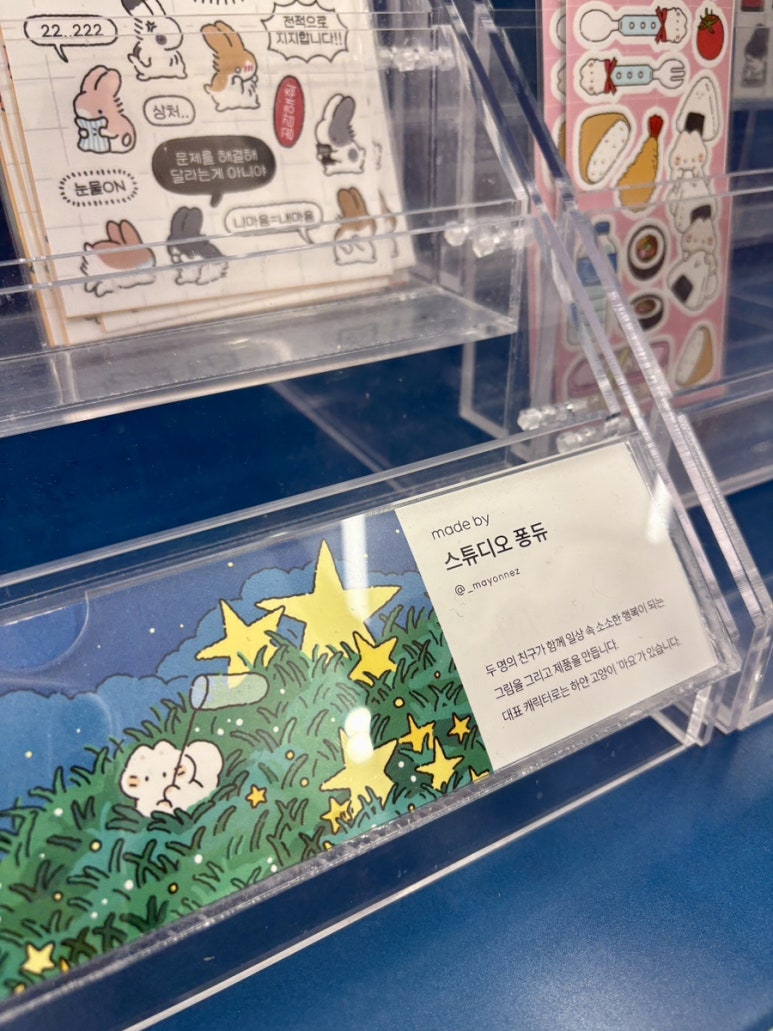 22..222
전적으로
지지합니다!!
상처..
문제를 해결해
달라는게 아니야
눈물ON
니마음=내마음
made by
스튜디오 퐁듀
@_mayonnez
두 명의 친구가 함께 일상 속 소소한 행복이 되는
그림을 그리고 제품을 만듭니다.
대표 캐릭터로는 하얀 고양이 '마요'가 있습니다.